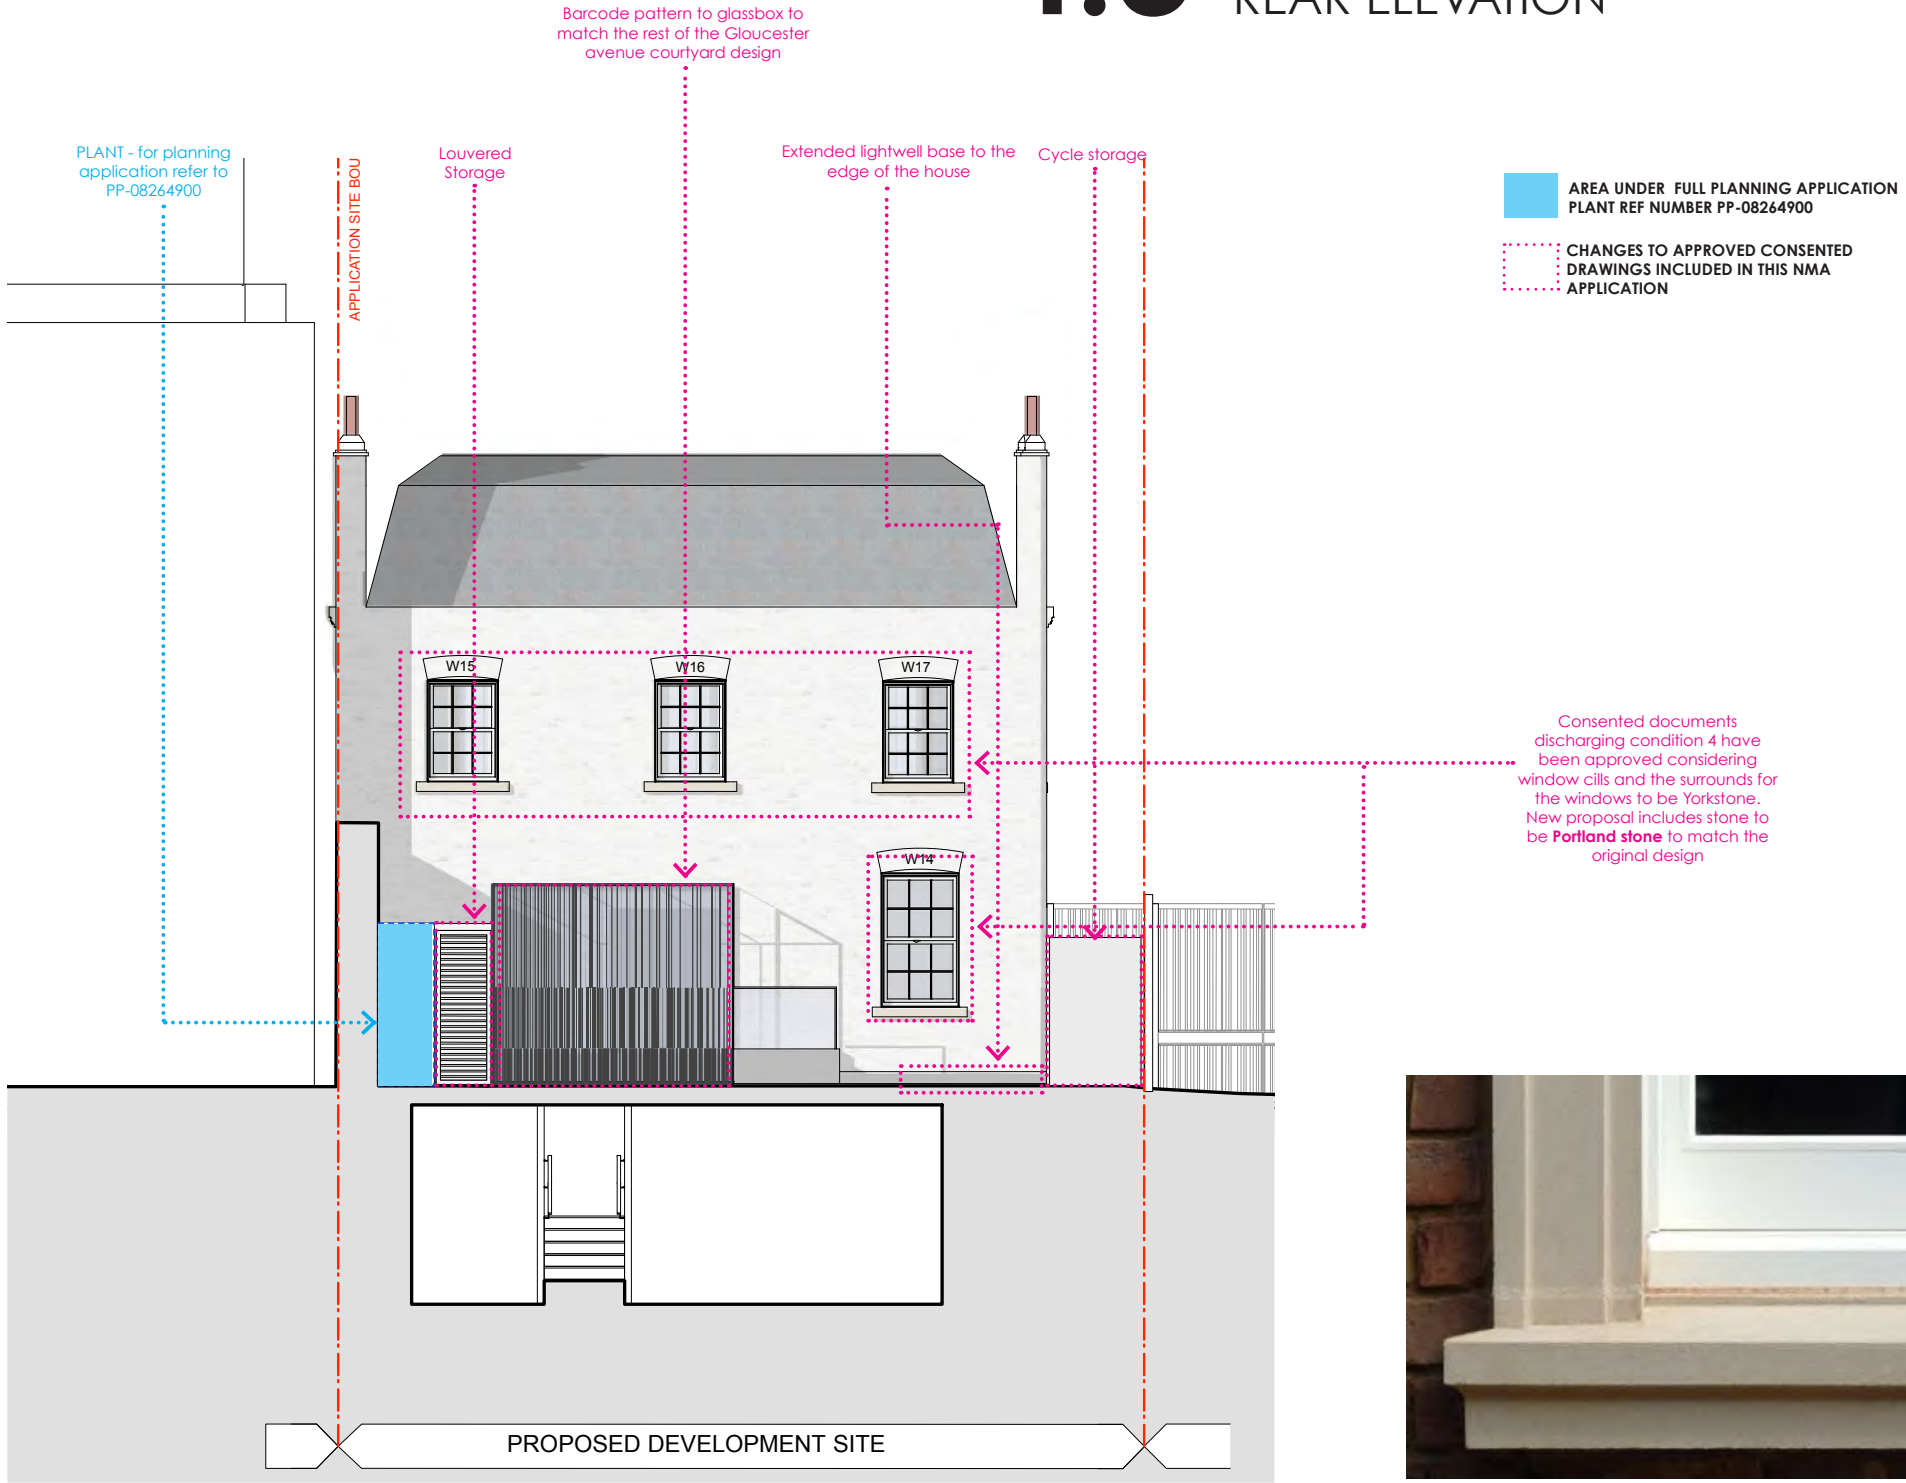 REAR ELEVATION
Barcode pattern to glassbox to
match the rest of the Gloucester
avenue courtyard design
PLANT - for planning
application refer to
PP-08264900
APPLICATION SITE BOU
Louvered
Storage
Extended lightwell base to the
edge of the house
Cycle storage
AREA UNDER FULL PLANNING APPLICATION
PLANT REF NUMBER PP-08264900
CHANGES TO APPROVED CONSENTED
DRAWINGS INCLUDED IN THIS NMA
APPLICATION
W15
W16
W17
W14
Consented documents
discharging condition 4 have
been approved considering
window cills and the surrounds for
the windows to be Yorkstone.
New proposal includes stone to
be Portland stone to match the
original design
PROPOSED DEVELOPMENT SITE